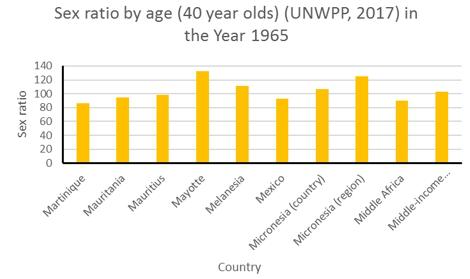 Sex ratio by age (40 year olds) (UNWPP, 2017) in
the Year 1965
Sex ratio
140
120
100
80
60
40
20
0
Martinique
Mauritania
Mauritius
Mayotte
Melanesia
Mexico
Micronesia (country)
Micronesia (region)
Middle Africa
Middle-income...
Country